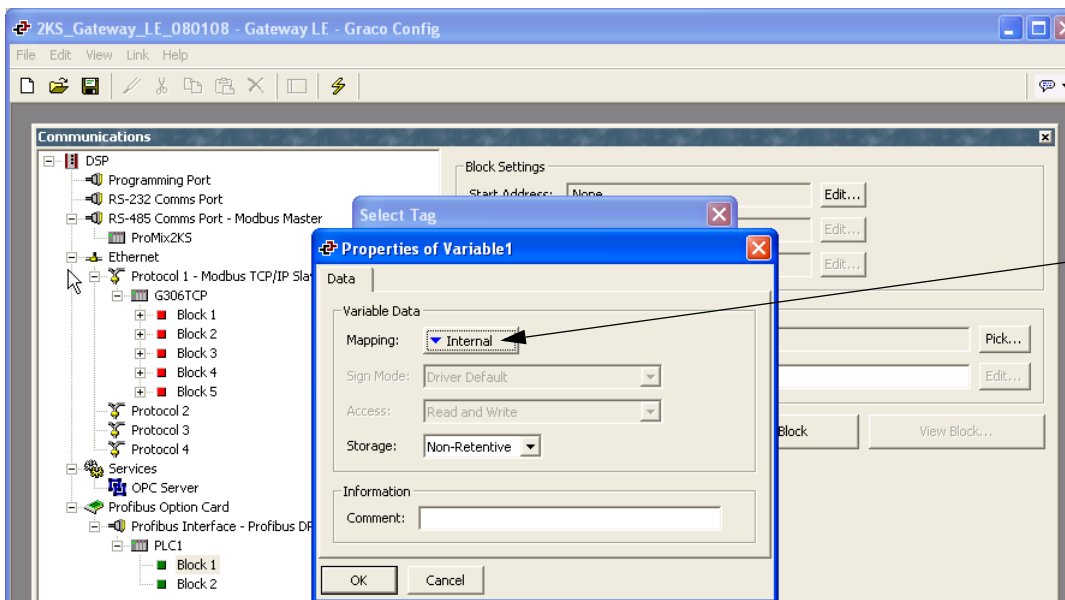 2KS_Gateway_LE_080108 - Gateway LE - Graco Config
File Edit View Link Help
Communications
DSP
Programming Port
RS-232 Comms Port
RS-485 Comms Port - Modbus Master
ProMix2KS
Ethernet
Protocol 1 - Modbus TCP/IP Sla
G306TCP
Block 1
Block 2
Block 3
Block 4
Block 5
Protocol 2
Protocol 3
Protocol 4
Services
OPC Server
Profibus Option Card
Profibus Interface - Profibus DP
PLC1
Block 1
Block 2
Block Settings
Start Address: None Edit...
Edit...
Edit...
Pick...
Edit...
Block View Block...
Select Tag
Properties of Variable1
Data
Variable Data
Mapping: Internal
Sign Mode: Driver Default
Access: Read and Write
Storage: Non-Retentive
Information
Comment:
OK Cancel